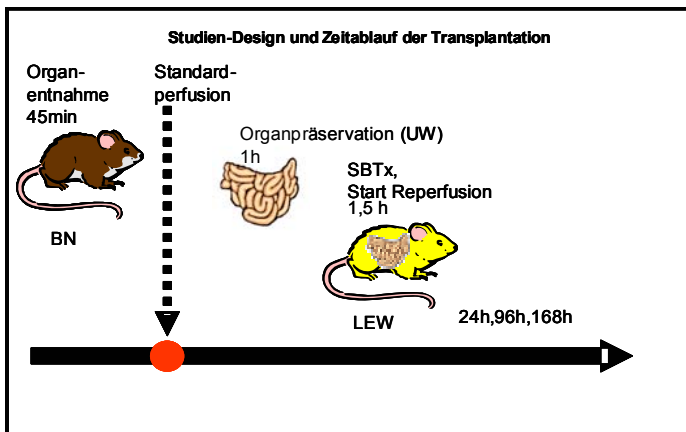 Studien-Design und Zeitablauf der Transplantation
Organ-
entnahme
45min
Standard-
perfusion
Organpräservation (UW)
1h
SBTx,
Start Reperfusion
1,5 h
BN
LEW
24h,96h,168h